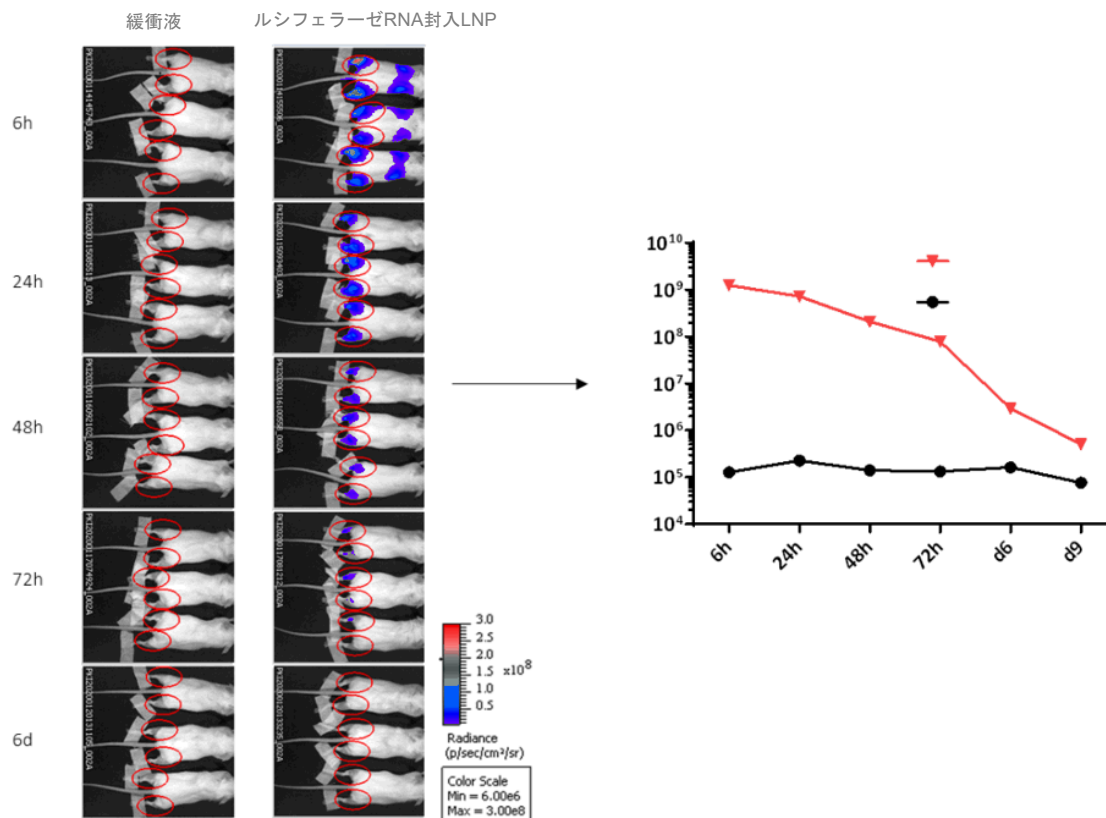 緩衝液 ルシフェラーゼRNA封入LNP
6h
24h
48h
72h
6d
3.0
2.5
2.0
1.5 x10⁸
1.0
0.5
Radiance
(p/sec/cm²/sr)
Color Scale
Min = 6.00e6
Max = 3.00e8
10¹⁰
10⁹
10⁸
10⁷
10⁶
10⁵
10⁴
6h 24h 48h 72h d6 d9